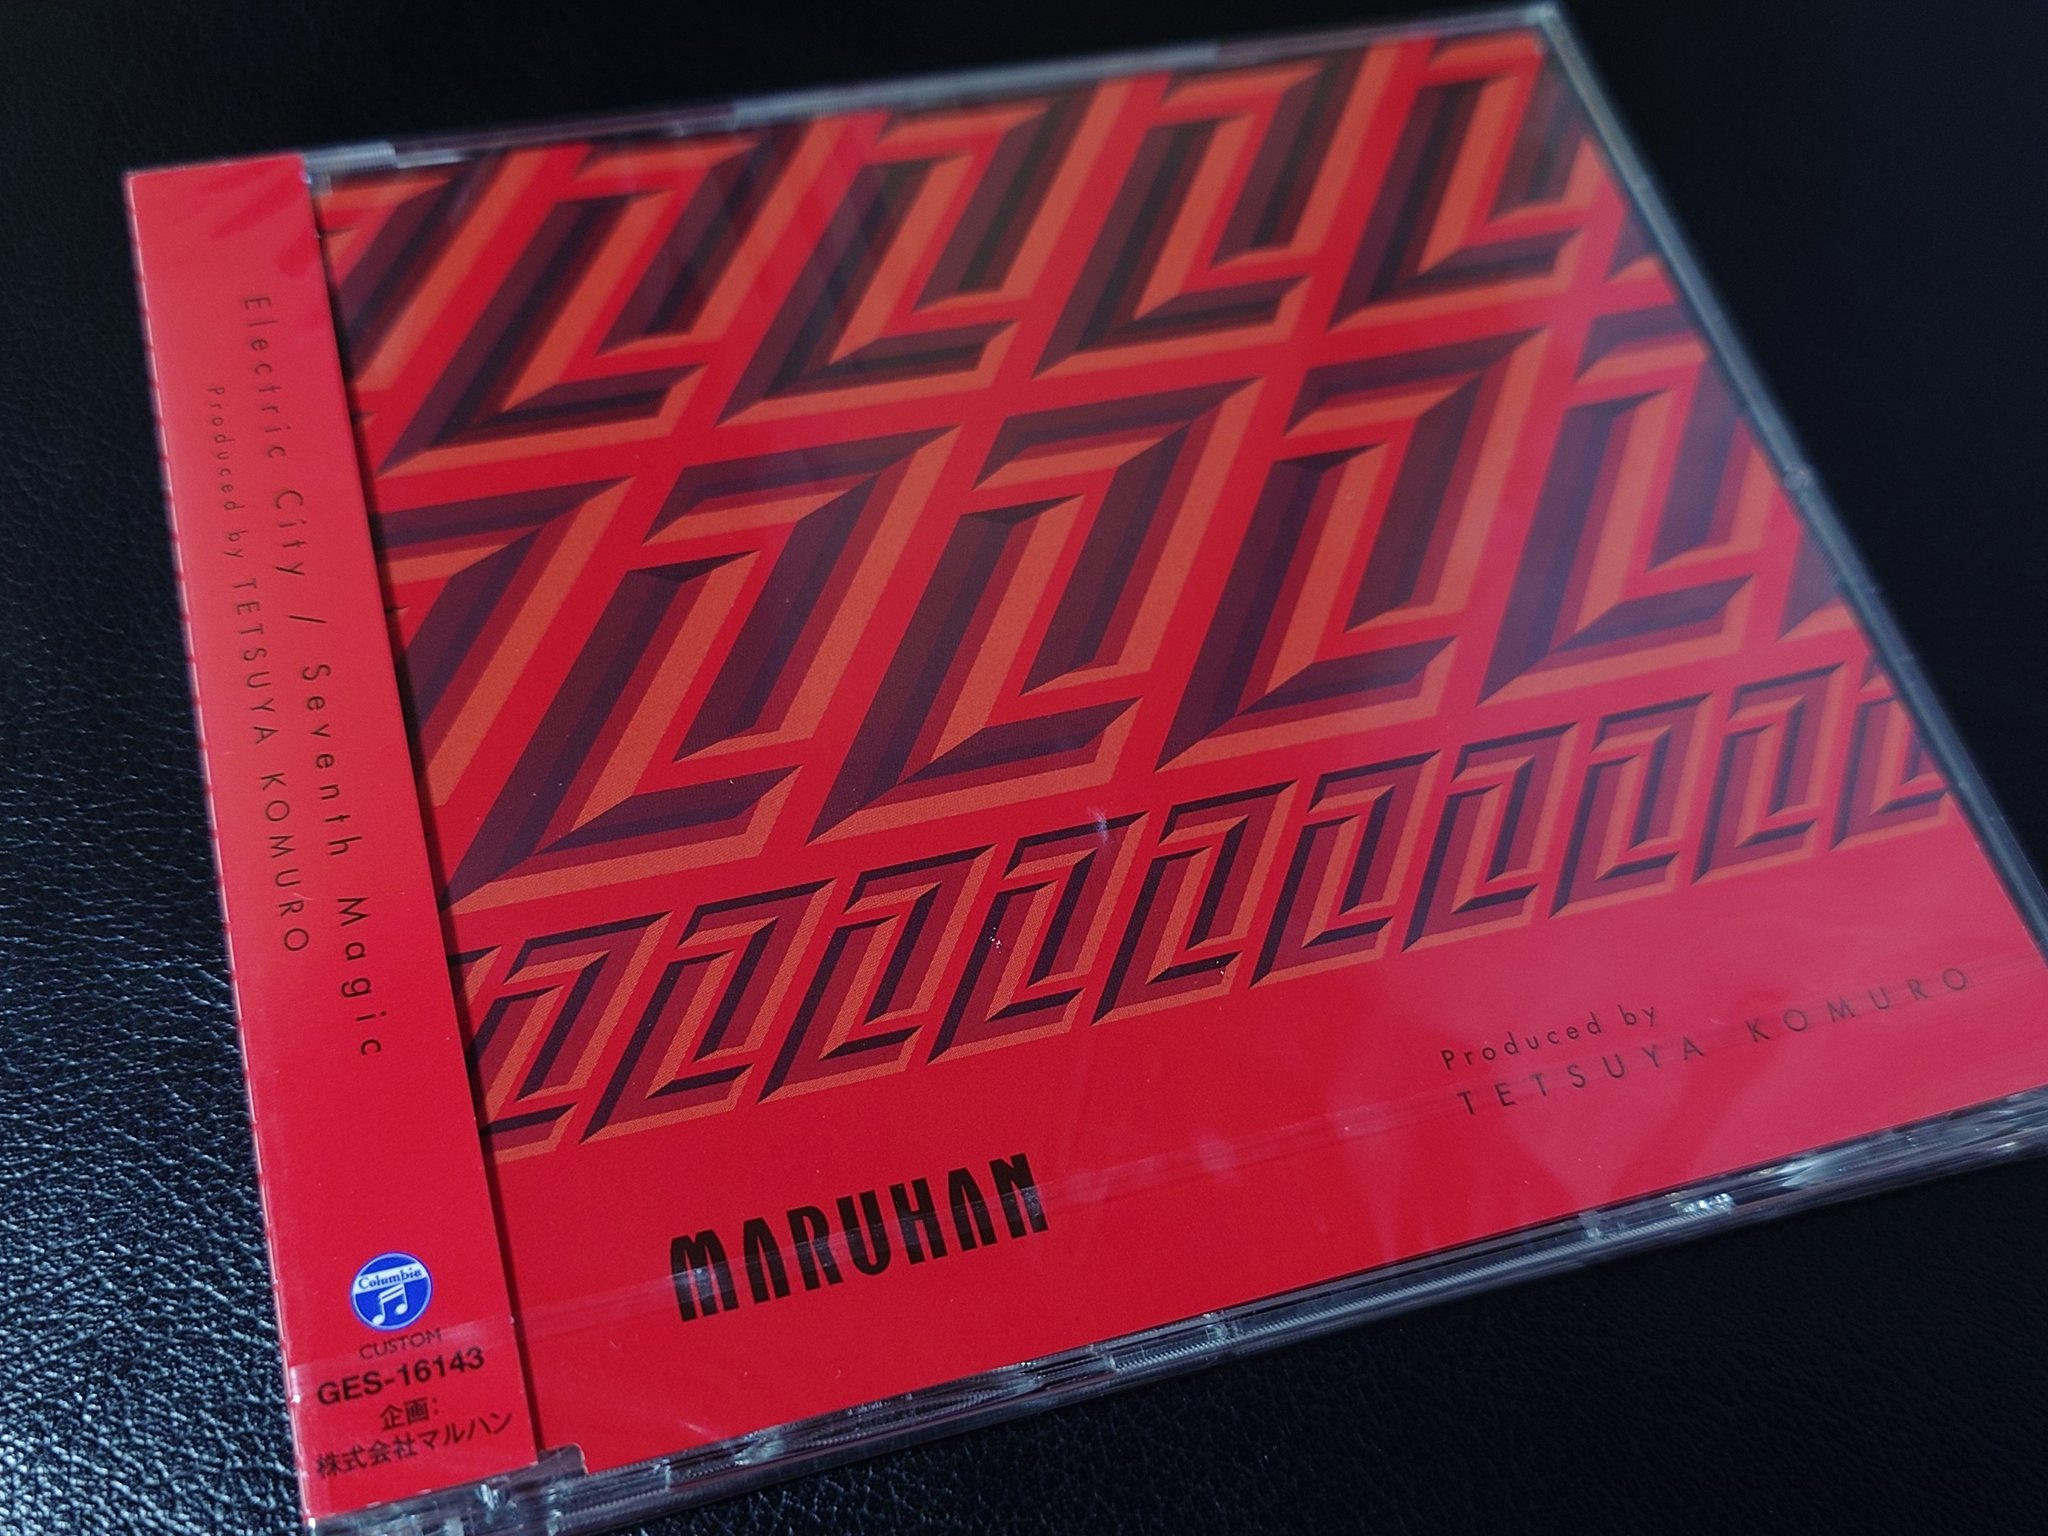 Electric City / Seventh Magic
Produced by TETSUYA KOMURO
Columbia
CUSTOM
GES-16143
企画:
株式会社マルハン
MARUHAN
Produced by
TETSUYA KOMURO